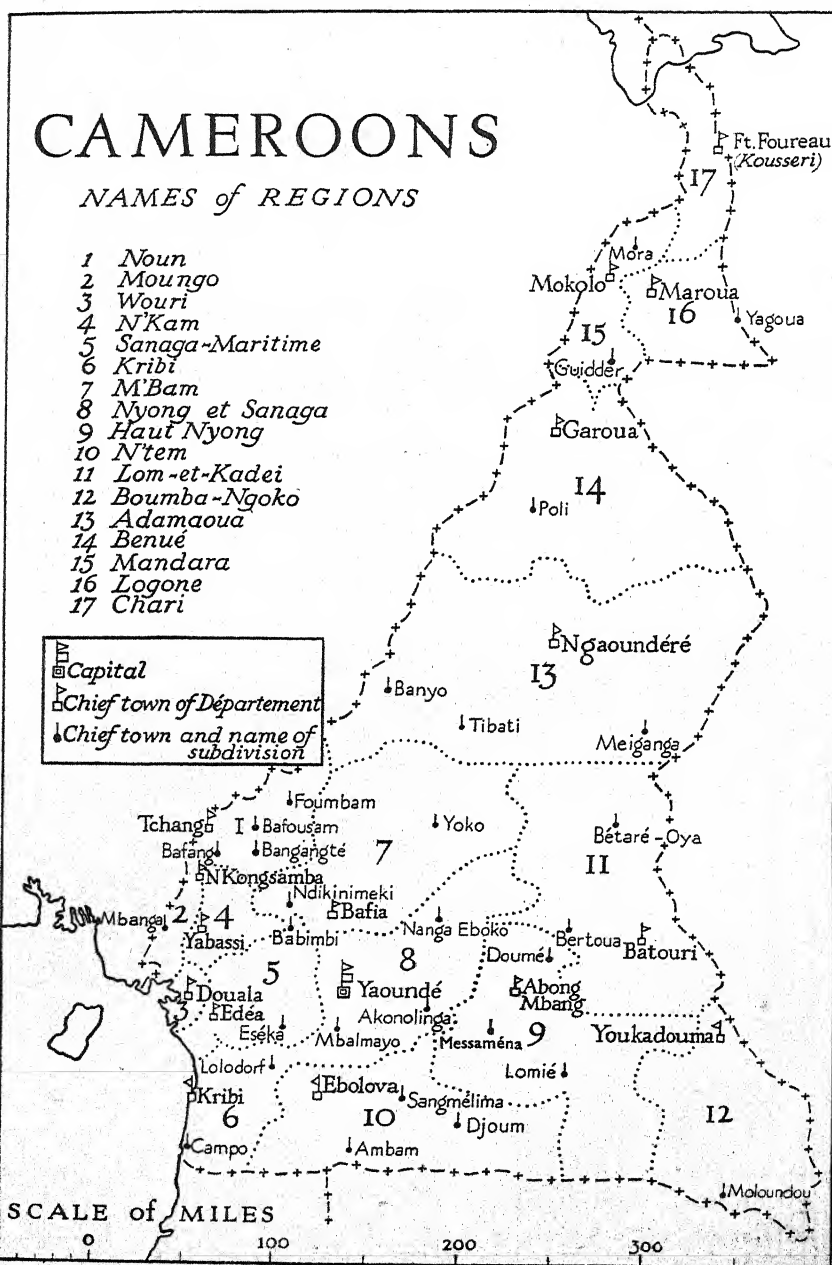 CAMEROONS
NAMES of REGIONS
1 Noun
2 Moungo
3 Wouri
4 N'Kam
5 Sanaga-Maritime
6 Kribi
7 M'Bam
8 Nyong et Sanaga
9 Haut Nyong
10 N'tem
11 Lom-et-Kadei
12 Boumba-Ngoko
13 Adamaoua
14 Benué
15 Mandara
16 Logone
17 Chari
Capital
Chief town of Département
Chief town and name of
subdivision
Ft. Foureau
(Kousseri)
17
Mora
Mokolo
Maroua
16
Yagoua
15
Guidder
Garoua
14
Poli
Ngaoundéré
13
Banyo
Tibati
Meiganga
Foumbam
Tchang
1
Bafousam
Yoko
Bétaré-Oya
Bafang
Bangangté
7
11
NKongsamba
Ndikinimeki
Bafia
Mbanga
2
4
Yabassi
Babimbi
Nanga Eboko
Bertoua
Batouri
5
8
Doumé
Douala
Yaoundé
Abong
Mbang
3
Edéa
Akonolinga
Eséka
Mbalmayo
Messaména
9
Youkadouma
Lolodorf
Lomié
Kribi
Ebolova
Sangmélima
6
10
Djoum
12
Campo
Ambam
Moloundou
SCALE of MILES
0 100 200 300